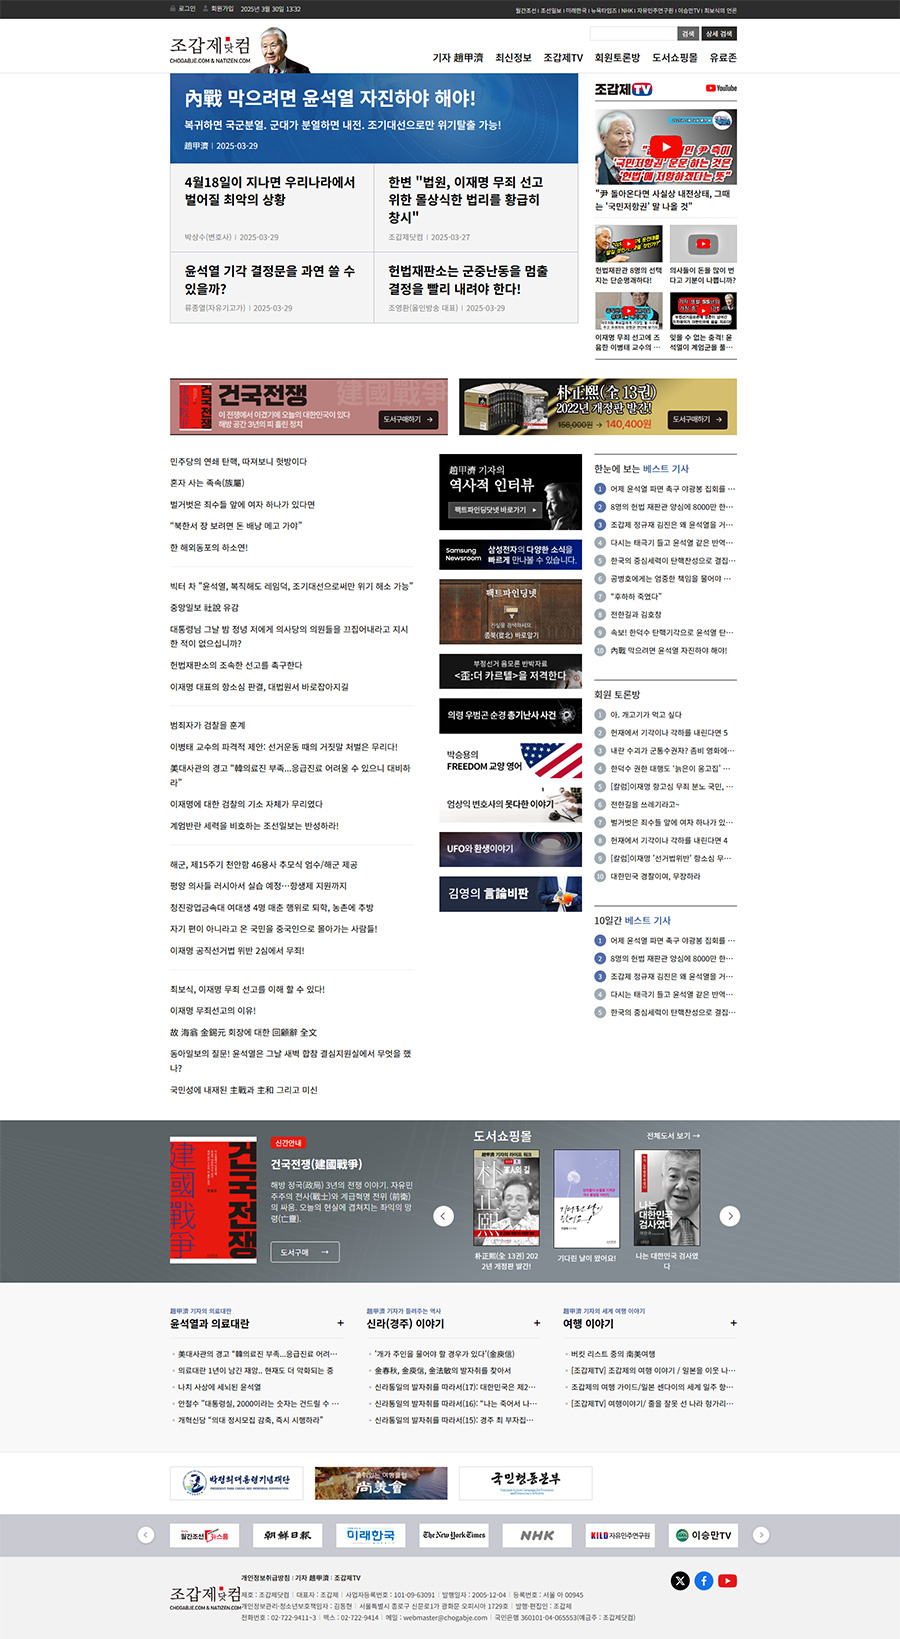 로그인 회원가입 2025년 3월 30일 13:32
월간조선 | 조선일보 | 미래한국 | 뉴욕타임즈 | NHK | 자유민주연구원 | 이승만TV | 최보식의 언론
조갑제닷컴
CHOGABJE.COM & NATIZEN.COM
검색 상세 검색
기자 趙甲濟 최신정보 조갑제TV 회원토론방 도서쇼핑몰 유료존
內戰 막으려면 윤석열 자진하야 해야!
복귀하면 국군분열. 군대가 분열하면 내전. 조기대선으로만 위기탈출 가능!
趙甲濟 | 2025-03-29
4월18일이 지나면 우리나라에서
벌어질 최악의 상황
박상수(변호사) | 2025-03-29
한변 "법원, 이재명 무죄 선고
위한 몰상식한 법리를 황급히
창시"
조갑제닷컴 | 2025-03-27
윤석열 기각 결정문을 과연 쓸 수
있을까?
류종열(자유기고가) | 2025-03-29
헌법재판소는 군중난동을 멈출
결정을 빨리 내려야 한다!
조영환(올인방송 대표) | 2025-03-29
조갑제TV YouTube
"尹 돌아온다면 사실상 내전상태, 그때
는 '국민저항권' 말 나올 것"
헌법재판관 8명의 선택
지는 단순명쾌하다!
의사들이 돈을 많이 번
다고 기분이 나쁩니까?
이재명 무죄 선고에 즈
음한 이병태 교수의 …
잊을 수 없는 충격! 윤
석열이 계엄군을 풀…
건국전쟁
이 전쟁에서 이겼기에 오늘의 대한민국이 있다
해방 공간 3년의 피 흘린 정치
도서구매하기 →
朴正熙(全 13권)
2022년 개정판 발간!
156,000원 → 140,400원
도서구매하기 →
민주당의 연쇄 탄핵, 따져보니 헛방이다
혼자 사는 족속(族屬)
벌거벗은 죄수들 앞에 여자 하나가 있다면
"북한서 장 보려면 돈 배낭 메고 가야"
한 해외동포의 하소연!
빅터 차 "윤석열, 복직해도 레임덕, 조기대선으로써만 위기 해소 가능"
중앙일보 社說 유감
대통령님 그날 밤 정녕 저에게 의사당의 의원들을 끄집어내라고 지시
한 적이 없으십니까?
헌법재판소의 조속한 선고를 촉구한다
이재명 대표의 항소심 판결, 대법원서 바로잡아지길
범죄자가 검찰을 훈계
이병태 교수의 파격적 제안: 선거운동 때의 거짓말 처벌은 무리다!
美대사관의 경고 "韓의료진 부족…응급진료 어려울 수 있으니 대비하
라"
이재명에 대한 검찰의 기소 자체가 무리였다
계엄반란 세력을 비호하는 조선일보는 반성하라!
해군, 제15주기 천안함 46용사 추모식 엄수/해군 제공
평양 의사들 러시아서 실습 예정…항생제 지원까지
청진광업금속대 여대생 4명 매춘 행위로 퇴학, 농촌에 추방
자기 편이 아니라고 온 국민을 중국인으로 몰아가는 사람들!
이재명 공직선거법 위반 2심에서 무죄!
최보식, 이재명 무죄 선고를 이해 할 수 있다!
이재명 무죄선고의 이유!
故 海翁 金錫元 회장에 대한 回顧辭 全文
동아일보의 질문! 윤석열은 그날 새벽 합참 결심지원실에서 무엇을 했
나?
국민성에 내재된 主戰과 主和 그리고 미신
趙甲濟 기자의
역사적 인터뷰
팩트파인딩닷넷 바로가기
Samsung
Newsroom
삼성전자의 다양한 소식을
빠르게 만나볼 수 있습니다.
팩트파인딩넷
진실을 검색하세요.
종북(從北) 바로알기
부정선거 음모론 반박자료
<歪:더 카르텔>을 저격한다
의령 우범곤 순경 총기난사 사건
박승용의
FREEDOM 교양 영어
엄상익 변호사의 못다한 이야기
UFO와 환생이야기
김영의 言論비판
한눈에 보는 베스트 기사
1 어제 윤석열 파면 촉구 야광봉 집회를 …
2 8명의 헌법 재판관 양심에 8000만 한…
3 조갑제 정규재 김진은 왜 윤석열을 거…
4 다시는 태극기 들고 윤석열 같은 반역…
5 한국의 중심세력이 탄핵찬성으로 결집…
6 공병호에게는 엄중한 책임을 물어야 …
7 "후하하 죽였다"
8 전한길과 김호창
9 속보! 한덕수 탄핵기각으로 윤석열 탄…
10 內戰 막으려면 윤석열 자진하야 해야!
회원 토론방
1 아, 개고기가 먹고 싶다
2 헌재에서 기각이나 각하를 내린다면 5
3 내란 수괴가 군통수권자? 좀비 영화에…
4 한덕수 권한 대행도 '늙은이 옹고집' …
5 [칼럼]이재명 항고심 무죄 분노 국민, …
6 전한길을 쓰레기라고~
7 벌거벗은 죄수들 앞에 여자 하나가 있…
8 헌재에서 기각이나 각하를 내린다면 4
9 [칼럼]이재명 '선거법위반' 항소심 무…
10 대한민국 경찰이여, 무장하라
10일간 베스트 기사
1 어제 윤석열 파면 촉구 야광봉 집회를 …
2 8명의 헌법 재판관 양심에 8000만 한…
3 조갑제 정규재 김진은 왜 윤석열을 거…
4 다시는 태극기 들고 윤석열 같은 반역…
5 한국의 중심세력이 탄핵찬성으로 결집…
신간안내
건국전쟁(建國戰爭)
해방 정국(政局) 3년의 전쟁 이야기. 자유민
주주의 전사(戰士)와 계급혁명 전위 (前衛)
의 싸움. 오늘의 현실에 겹쳐지는 좌익의 망
령(亡靈).
도서구매 →
도서쇼핑몰
전체도서 보기 →
朴正熙(全 13권) 202
2년 개정판 발간!
기다린 날이 왔어요!
나는 대한민국 검사였
다
趙甲濟 기자의 의료대란
윤석열과 의료대란 +
美대사관의 경고 "韓의료진 부족…응급진료 어려…
의료대란 1년이 남긴 재앙.. 현재도 더 악화되는 중
나치 사상에 세뇌된 윤석열
안철수 "대통령실, 2000이라는 숫자는 건드릴 수 …
개혁신당 "의대 정시모집 감축, 즉시 시행하라"
趙甲濟 기자가 들려주는 역사
신라(경주) 이야기 +
'개가 주인을 물어야 할 경우가 있다'(金庾信)
金春秋, 金庾信, 金法敏의 발자취를 찾아서
신라통일의 발자취를 따라서(17): 대한민국은 제2…
신라통일의 발자취를 따라서(16): "나는 죽어서 나…
신라통일의 발자취를 따라서(15): 경주 최 부자집…
趙甲濟 기자의 세계 여행 이야기
여행 이야기 +
버킷 리스트 중의 南美여행
[조갑제TV] 조갑제의 여행 이야기 / 일본을 이웃 나…
조갑제의 여행 가이드/일본 센다이의 세계 일주 항…
[조갑제TV] 여행이야기/ 줄을 잘못 선 나라 헝가리…
박정희대통령기념재단
尙美會
국민행동본부
월간조선 뉴스룸
朝鮮日報
미래한국
The New York Times
NHK
KILD자유민주연구원
이승만TV
개인정보취급방침 | 기자 趙甲濟 | 조갑제TV
조갑제닷컴
CHOGABJE.COM & NATIZEN.COM
제호 : 조갑제닷컴 | 대표자 : 조갑제 | 사업자등록번호 : 101-09-63091 | 발행일자 : 2005-12-04 | 등록번호 : 서울 아 00945
개인정보관리·청소년보호책임자 : 김동현 | 서울특별시 종로구 신문로1가 광화문 오피시아 1729호 | 발행·편집인 : 조갑제
전화번호 : 02-722-9411~3 | 팩스 : 02-722-9414 | 메일 : webmaster@chogabje.com | 국민은행 360101-04-065553(예금주 : 조갑제닷컴)